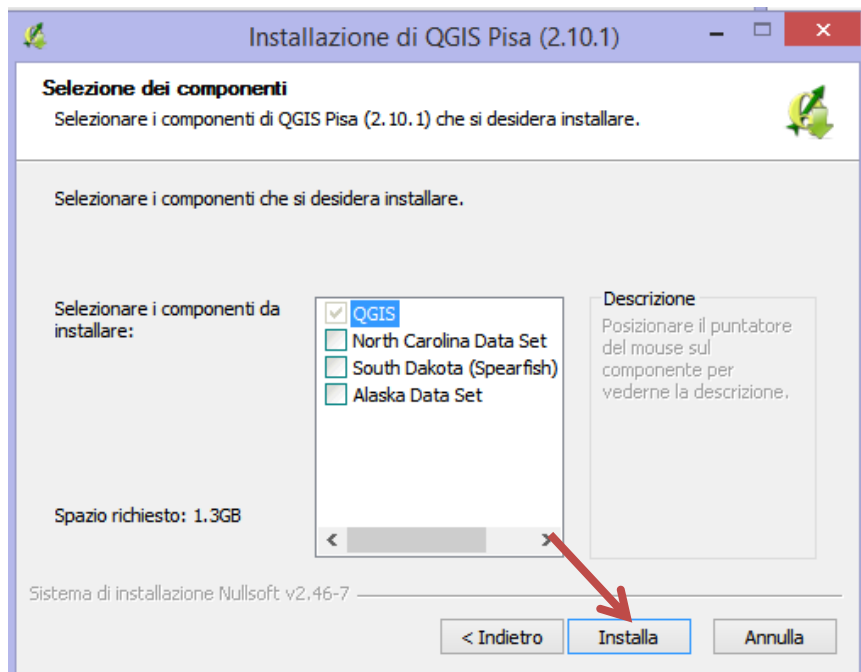 Installazione di QGIS Pisa (2.10.1)
Selezione dei componenti
Selezionare i componenti di QGIS Pisa (2.10.1) che si desidera installare.
Selezionare i componenti che si desidera installare.
Selezionare i componenti da
installare:
QGIS
North Carolina Data Set
South Dakota (Spearfish)
Alaska Data Set
Descrizione
Posizionare il puntatore
del mouse sul
componente per
vederne la descrizione.
Spazio richiesto: 1.3GB
Sistema di installazione Nullsoft v2.46-7
< Indietro
Installa
Annulla